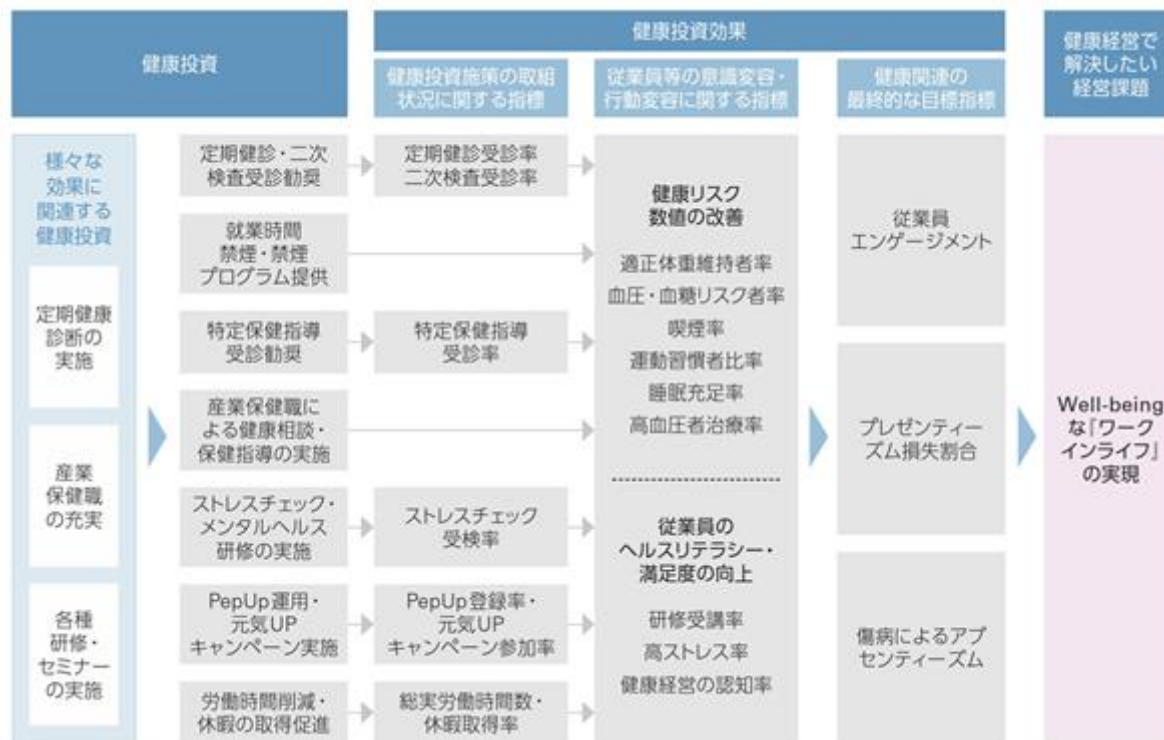 健康投資
健康投資効果
健康投資施策の取組
状況に関する指標
従業員等の意識変容・
行動変容に関する指標
健康関連の
最終的な目標指標
健康経営で
解決したい
経営課題
様々な
効果に
関連する
健康投資
定期健康
診断の
実施
産業
保健職
の充実
各種
研修・
セミナー
の実施
定期健診・二次
検査受診勧奨
就業時間
禁煙・禁煙
プログラム提供
特定保健指導
受診勧奨
産業保健職に
よる健康相談・
保健指導の実施
ストレスチェック・
メンタルヘルス
研修の実施
PepUp運用・
元気UP
キャンペーン実施
労働時間削減・
休暇の取得促進
定期健診受診率
二次検査受診率
特定保健指導
受診率
ストレスチェック
受検率
PepUp登録率・
元気UP
キャンペーン参加率
総実労働時間数・
休暇取得率
健康リスク
数値の改善
適正体重維持者率
血圧・血糖リスク者率
喫煙率
運動習慣者比率
睡眠充足率
高血圧者治療率
従業員の
ヘルスリテラシー・
満足度の向上
研修受講率
高ストレス率
健康経営の認知率
従業員
エンゲージメント
プレゼンティー
ズム損失割合
傷病によるアブ
センティーズム
Well-being
な『ワーク
インライフ』
の実現